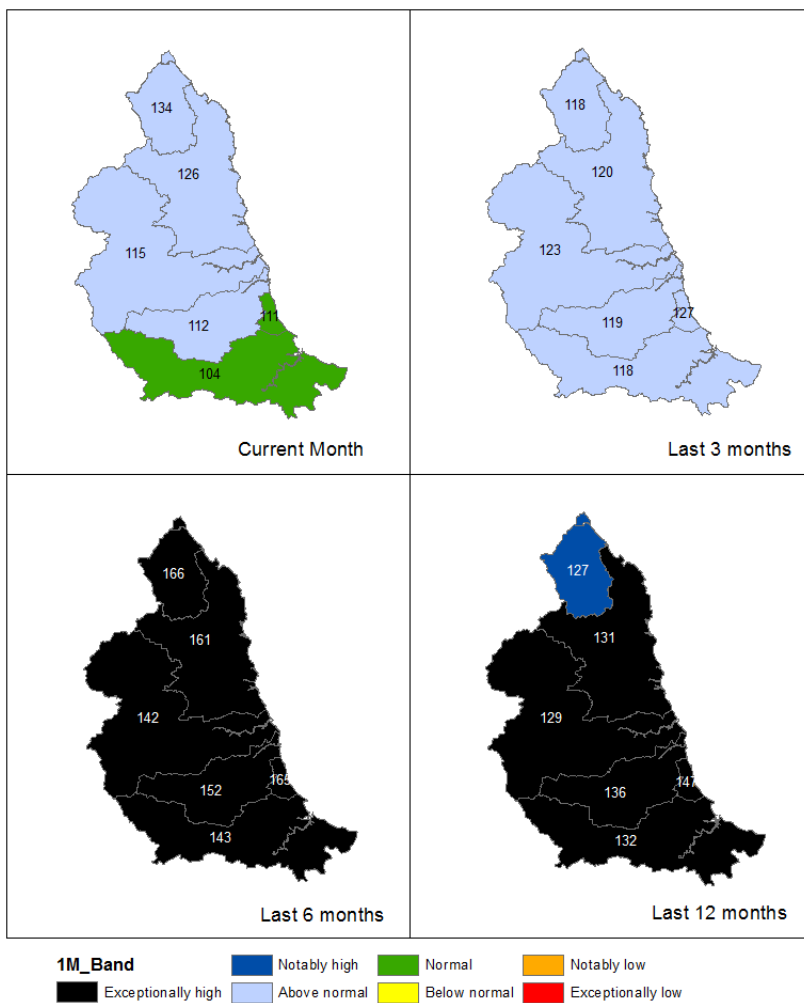 134
126
115
112
111
104
Current Month
118
120
123
119
127
118
Last 3 months
166
161
142
152
165
143
Last 6 months
127
131
129
136
147
132
Last 12 months
1M_Band
Notably high
Normal
Notably low
Exceptionally high
Above normal
Below normal
Exceptionally low